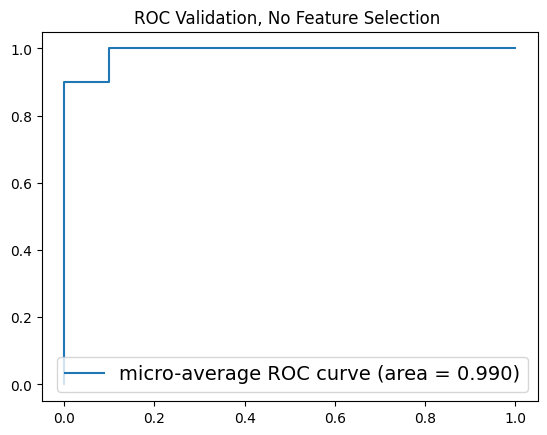 ROC Validation, No Feature Selection
1.0
0.8
0.6
0.4
0.2
0.0
micro-average ROC curve (area = 0.990)
0.0 0.2 0.4 0.6 0.8 1.0